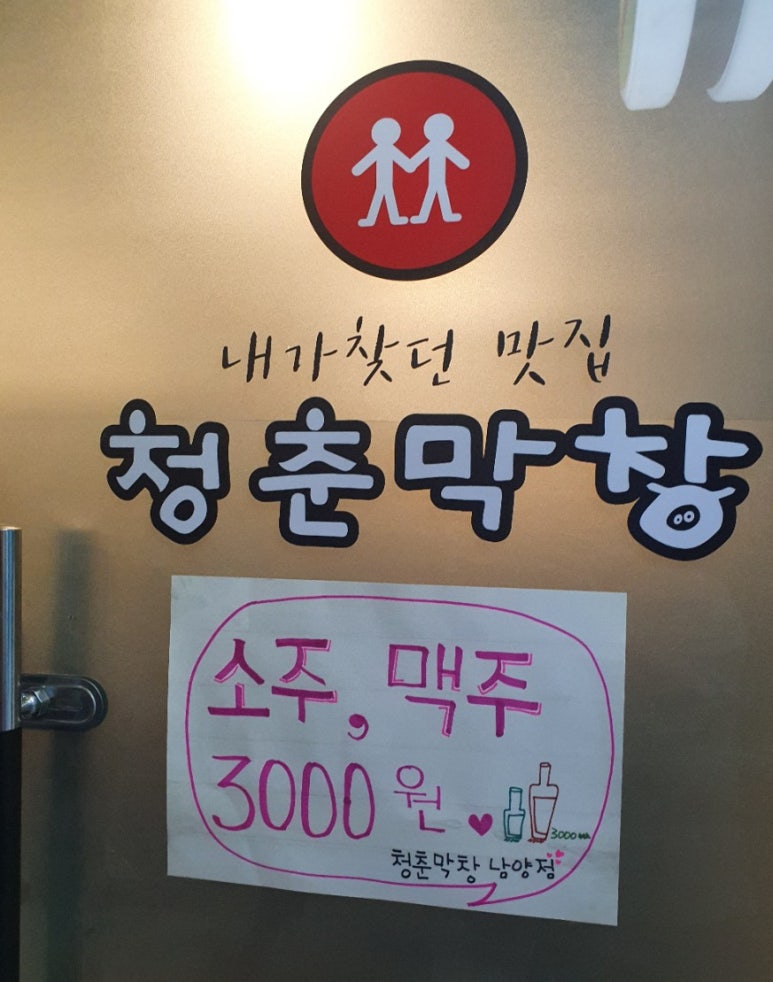 내가찾던 맛집
청춘막창
소주, 맥주
3000원
3000
청춘막창 남양점